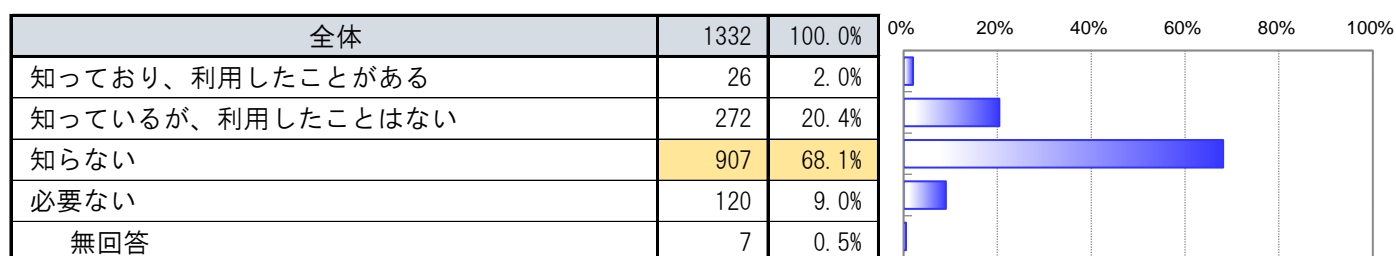 全体 1332 100.0%
知っており、利用したことがある 26 2.0%
知っているが、利用したことはない 272 20.4%
知らない 907 68.1%
必要ない 120 9.0%
無回答 7 0.5%
0% 20% 40% 60% 80% 100%